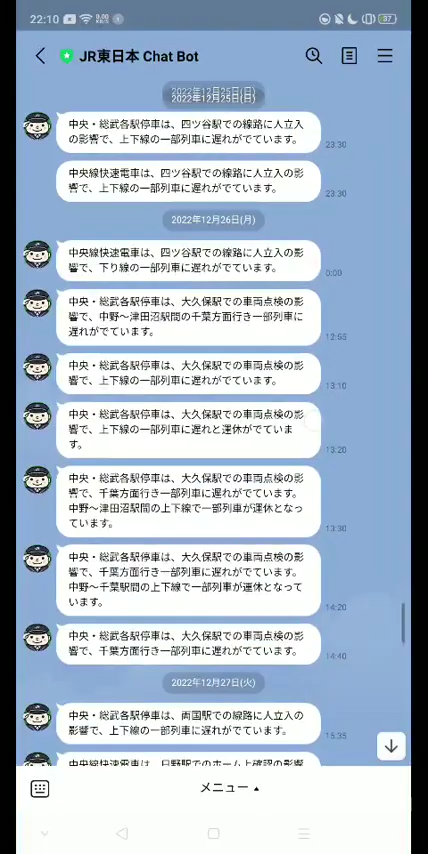 22:10
9.00
KB/S
37
JR東日本 Chat Bot
2022年12月25日(日)
中央・総武各駅停車は、四ツ谷駅での線路に人立入
の影響で、上下線の一部列車に遅れがでています。
23:30
中央線快速電車は、四ツ谷駅での線路に人立入の影
響で、上下線の一部列車に遅れがでています。
23:30
2022年12月26日(月)
中央線快速電車は、四ツ谷駅での線路に人立入の影
響で、下り線の一部列車に遅れがでています。
0:00
中央・総武各駅停車は、大久保駅での車両点検の影
響で、中野〜津田沼駅間の千葉方面行き一部列車に
遅れがでています。
12:55
中央・総武各駅停車は、大久保駅での車両点検の影
響で、上下線の一部列車に遅れがでています。
13:10
中央・総武各駅停車は、大久保駅での車両点検の影
響で、上下線の一部列車に遅れと運休がでていま
す。
13:20
中央・総武各駅停車は、大久保駅での車両点検の影
響で、千葉方面行き一部列車に遅れがでています。
中野〜津田沼駅間の上下線で一部列車が運休となっ
ています。
13:30
中央・総武各駅停車は、大久保駅での車両点検の影
響で、千葉方面行き一部列車に遅れがでています。
中野〜千葉駅間の上下線で一部列車が運休となって
います。
14:20
中央・総武各駅停車は、大久保駅での車両点検の影
響で、千葉方面行き一部列車に遅れがでています。
14:40
2022年12月27日(火)
中央・総武各駅停車は、両国駅での線路に人立入の
影響で、上下線の一部列車に遅れがでています。
15:35
中央線快速電車は、日野駅でのホーム上確認の影響
メニュー ▲